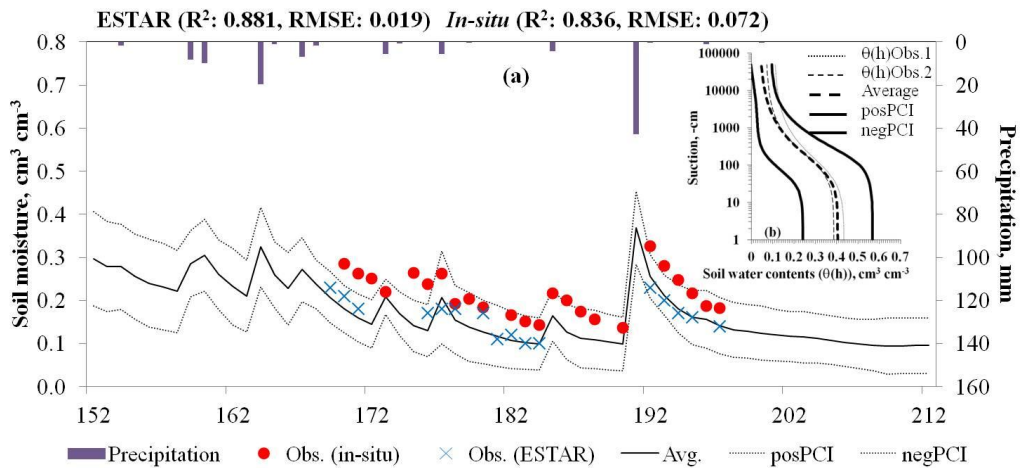 ESTAR (R²: 0.881, RMSE: 0.019) In-situ (R²: 0.836, RMSE: 0.072)
(a)
Soil moisture, cm³ cm⁻³
0.8
0.7
0.6
0.5
0.4
0.3
0.2
0.1
0.0
152 162 172 182 192 202 212
0
20
40
60
80
100
120
140
160
Precipitation, mm
Suction, -cm
100000
10000
1000
100
10
1
θ(h)Obs.1
θ(h)Obs.2
Average
posPCI
negPCI
(b)
0 0.1 0.2 0.3 0.4 0.5 0.6 0.7
Soil water contents (θ(h)), cm³ cm⁻³
Precipitation Obs. (in-situ) Obs. (ESTAR) Avg. posPCI negPCI